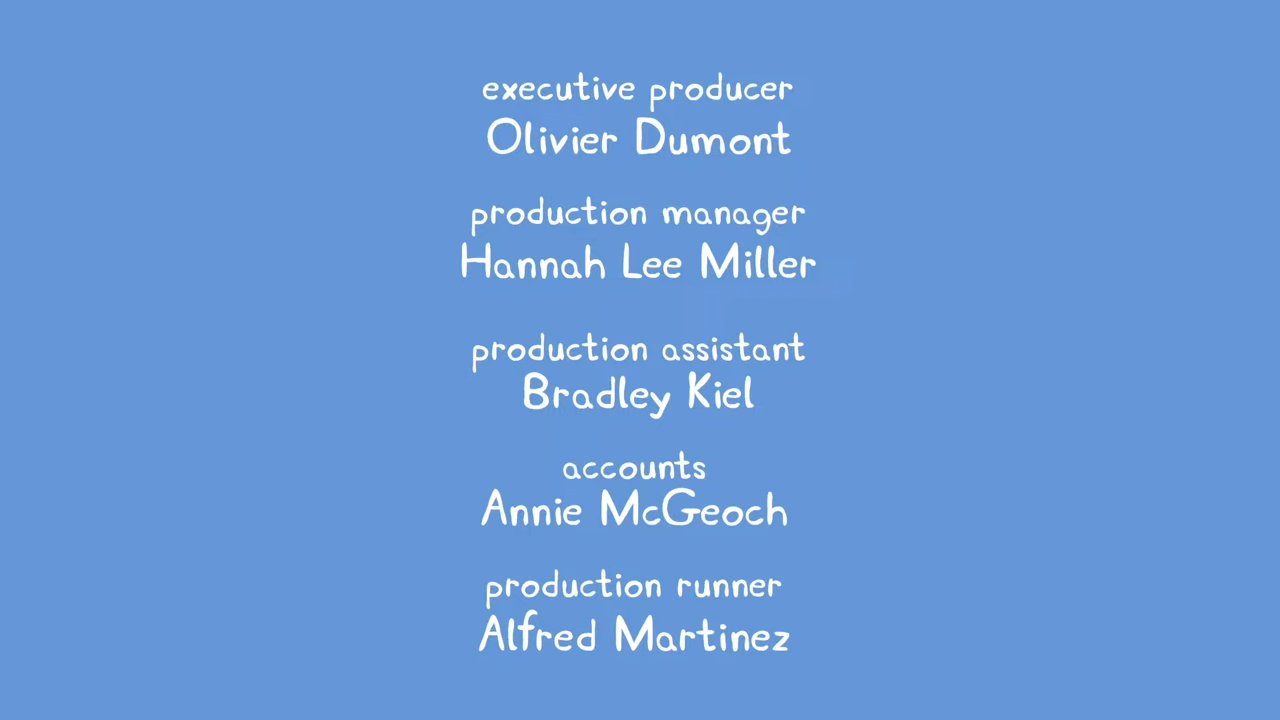 executive producer
Olivier Dumont
production manager
Hannah Lee Miller
production assistant
Bradley Kiel
accounts
Annie McGeoch
production runner
Alfred Martinez